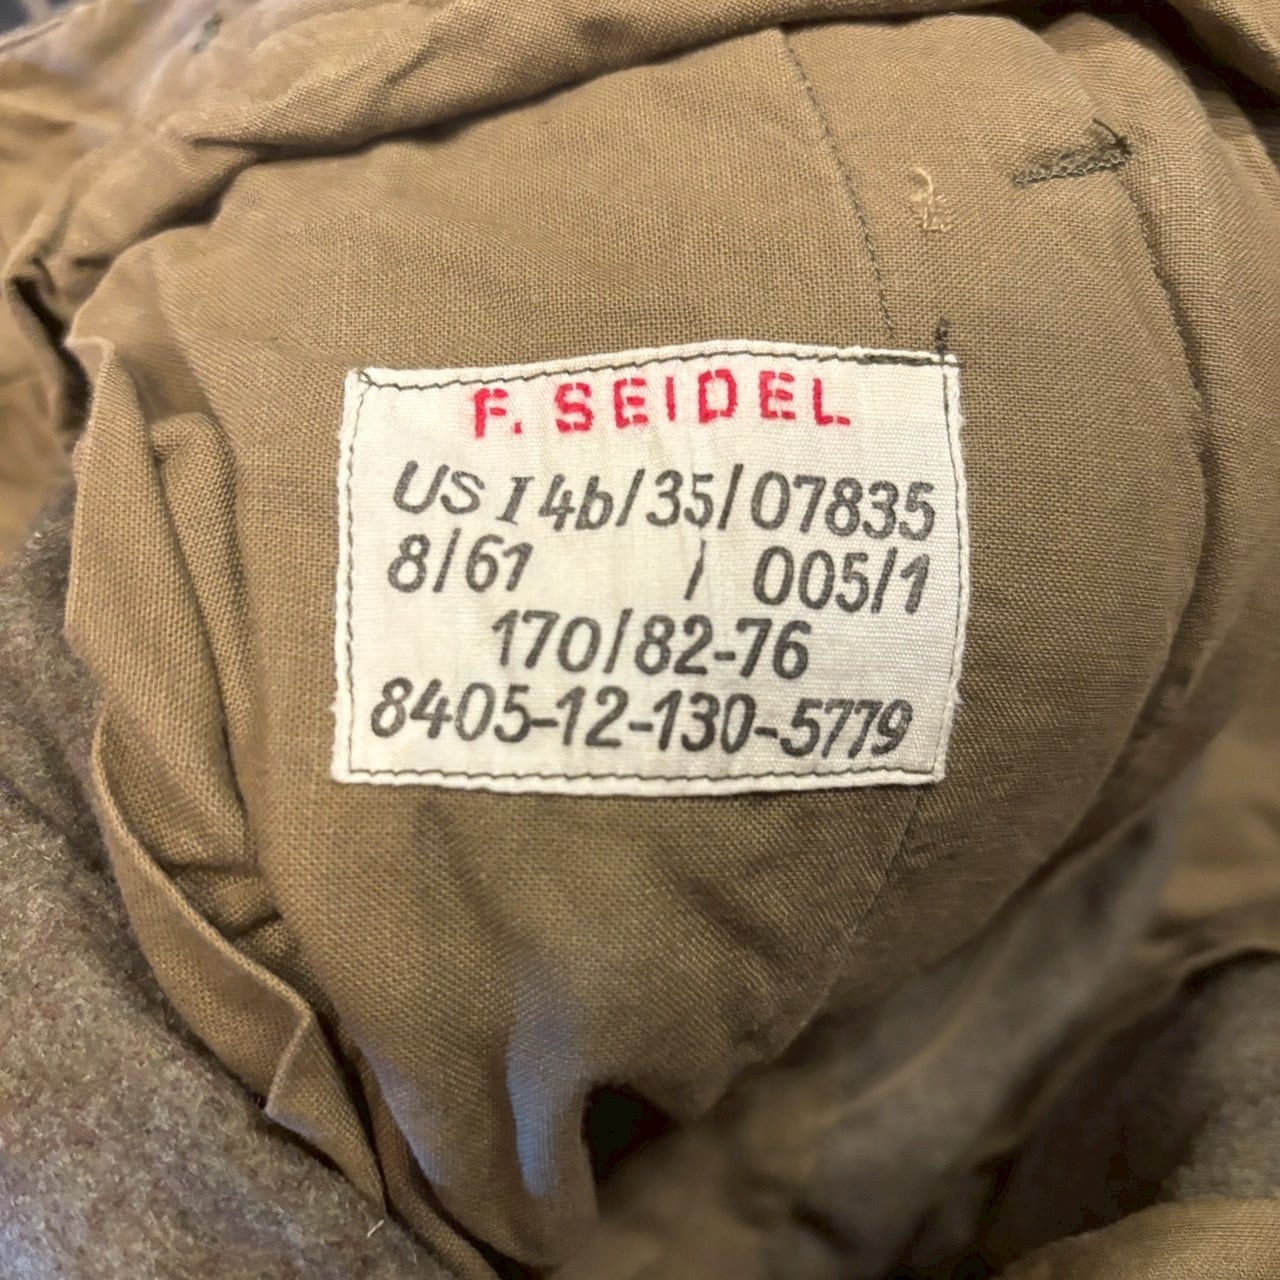 F. SEIDEL
US I 4b/35/07835
8/61 / 005/1
170/82-76
8405-12-130-5779